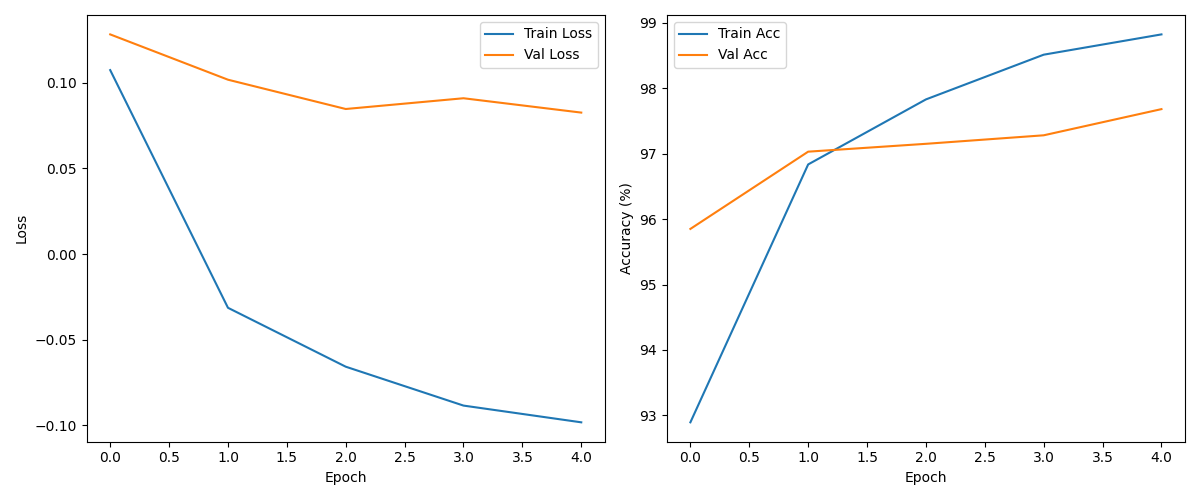 Train Loss
Val Loss
0.10
0.05
0.00
−0.05
−0.10
Loss
0.0 0.5 1.0 1.5 2.0 2.5 3.0 3.5 4.0
Epoch
Train Acc
Val Acc
99
98
97
96
95
94
93
Accuracy (%)
0.0 0.5 1.0 1.5 2.0 2.5 3.0 3.5 4.0
Epoch